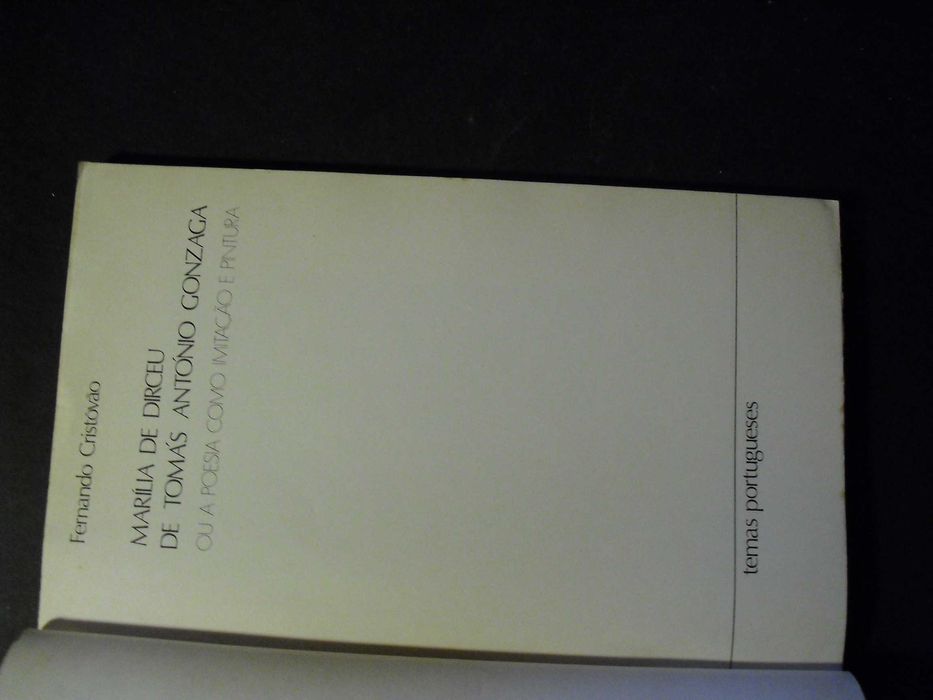 Fernando Cristóvão
MARÍLIA DE DIRCEU
DE TOMÁS ANTÓNIO GONZAGA
OU A POESIA COMO IMITAÇÃO E PINTURA
temas portugueses